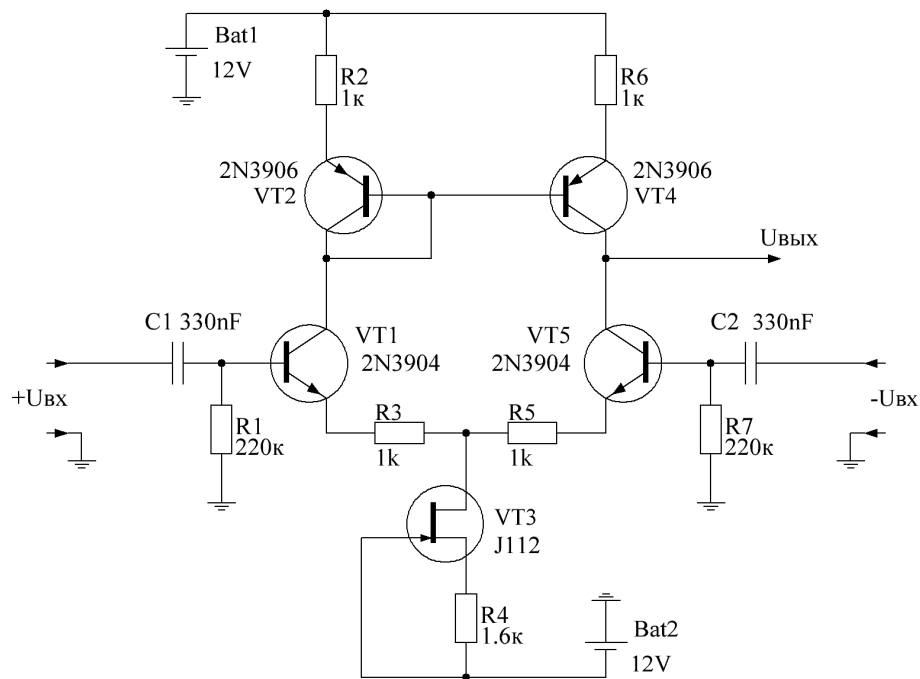 Bat1
12V
R2
1к
R6
1к
2N3906
VT2
2N3906
VT4
Uвых
C1 330nF
VT1
2N3904
VT5
2N3904
C2 330nF
+Uвх
-Uвх
R1
220к
R3
1k
R5
1k
R7
220к
VT3
J112
R4
1.6к
Bat2
12V